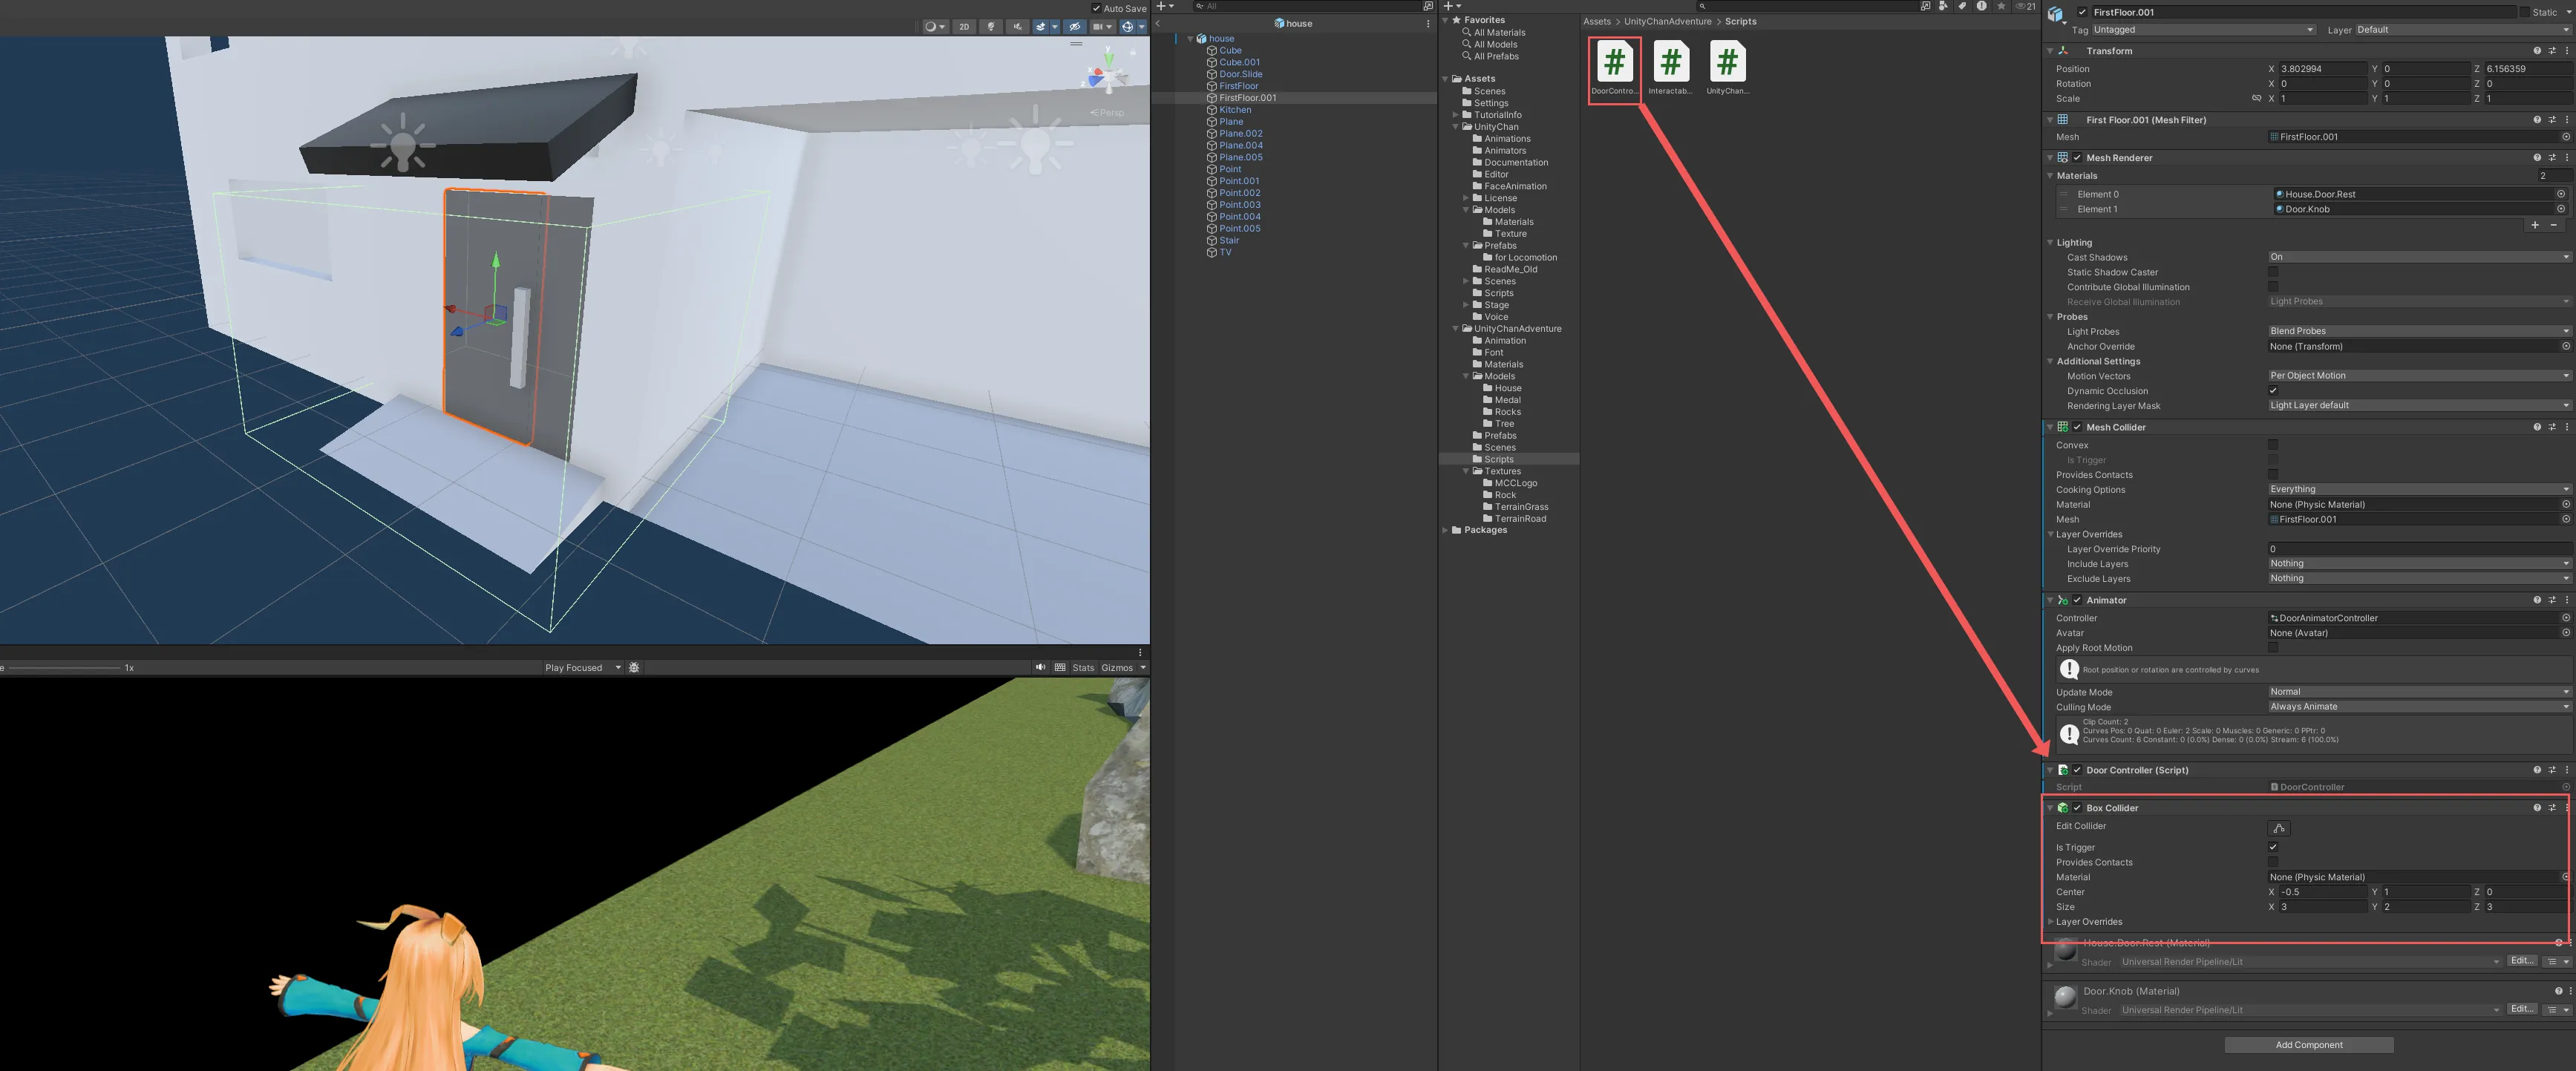 Auto Save
2D
Persp
y
x
z
1x
Play Focused
Stats
Gizmos
All
house
house
Cube
Cube.001
Door.Slide
FirstFloor
FirstFloor.001
Kitchen
Plane
Plane.002
Plane.004
Plane.005
Point
Point.001
Point.002
Point.003
Point.004
Point.005
Stair
TV
Favorites
All Materials
All Models
All Prefabs
Assets
Scenes
Settings
TutorialInfo
UnityChan
Animations
Animators
Documentation
Editor
FaceAnimation
License
Models
Materials
Texture
Prefabs
for Locomotion
ReadMe_Old
Scenes
Scripts
Stage
Voice
UnityChanAdventure
Animation
Font
Materials
Models
House
Medal
Rocks
Tree
Prefabs
Scenes
Scripts
Textures
MCCLogo
Rock
TerrainGrass
TerrainRoad
Packages
21
Assets > UnityChanAdventure > Scripts
# # #
DoorContro... Interactab... UnityChan...
FirstFloor.001 Static
Tag Untagged Layer Default
Transform
Position X 3.802994 Y 0 Z 6.156359
Rotation X 0 Y 0 Z 0
Scale X 1 Y 1 Z 1
First Floor.001 (Mesh Filter)
Mesh FirstFloor.001
Mesh Renderer
Materials 2
Element 0 House.Door.Rest
Element 1 Door.Knob
Lighting
Cast Shadows On
Static Shadow Caster
Contribute Global Illumination
Receive Global Illumination Light Probes
Probes
Light Probes Blend Probes
Anchor Override None (Transform)
Additional Settings
Motion Vectors Per Object Motion
Dynamic Occlusion
Rendering Layer Mask Light Layer default
Mesh Collider
Convex
Is Trigger
Provides Contacts
Cooking Options Everything
Material None (Physic Material)
Mesh FirstFloor.001
Layer Overrides
Layer Override Priority 0
Include Layers Nothing
Exclude Layers Nothing
Animator
Controller DoorAnimatorController
Avatar None (Avatar)
Apply Root Motion
Root position or rotation are controlled by curves
Update Mode Normal
Culling Mode Always Animate
Clip Count: 2
Curves Pos: 0 Quat: 0 Euler: 2 Scale: 0 Muscles: 0 Generic: 0 PPtr: 0
Curves Count: 6 Constant: 0 (0.0%) Dense: 0 (0.0%) Stream: 6 (100.0%)
Door Controller (Script)
Script DoorController
Box Collider
Edit Collider
Is Trigger
Provides Contacts
Material None (Physic Material)
Center X -0.5 Y 1 Z 0
Size X 3 Y 2 Z 3
Layer Overrides
House.Door.Rest (Material)
Shader Universal Render Pipeline/Lit Edit...
Door.Knob (Material)
Shader Universal Render Pipeline/Lit Edit...
Add Component